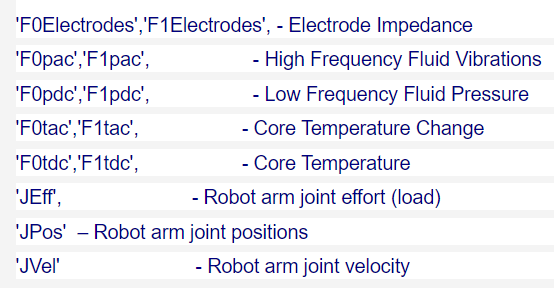 'F0Electrodes','F1Electrodes', - Electrode Impedance
'F0pac','F1pac', - High Frequency Fluid Vibrations
'F0pdc','F1pdc', - Low Frequency Fluid Pressure
'F0tac','F1tac', - Core Temperature Change
'F0tdc','F1tdc', - Core Temperature
'JEff', - Robot arm joint effort (load)
'JPos' – Robot arm joint positions
'JVel' - Robot arm joint velocity